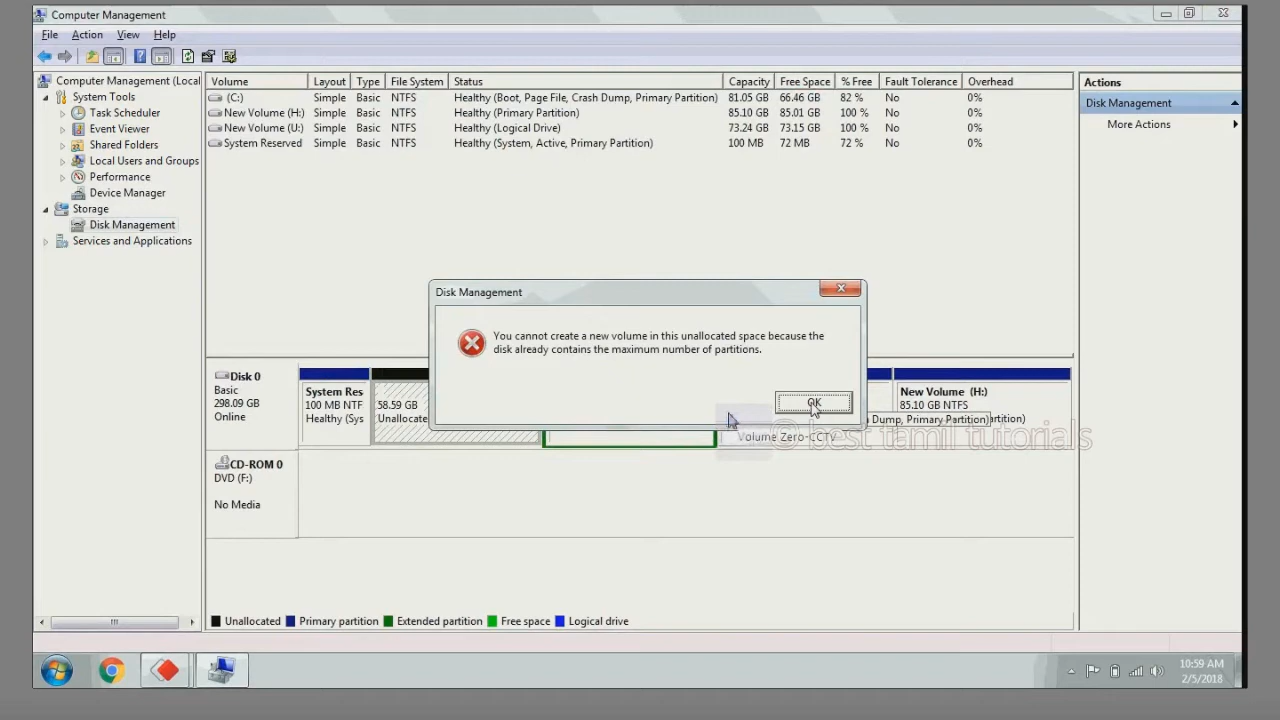 Computer Management
File Action View Help
Computer Management (Local
System Tools
Task Scheduler
Event Viewer
Shared Folders
Local Users and Groups
Performance
Device Manager
Storage
Disk Management
Services and Applications
Volume Layout Type File System Status Capacity Free Space % Free Fault Tolerance Overhead
(C:) Simple Basic NTFS Healthy (Boot, Page File, Crash Dump, Primary Partition) 81.05 GB 66.46 GB 82 % No 0%
New Volume (H:) Simple Basic NTFS Healthy (Primary Partition) 85.10 GB 85.01 GB 100 % No 0%
New Volume (U:) Simple Basic NTFS Healthy (Logical Drive) 73.24 GB 73.15 GB 100 % No 0%
System Reserved Simple Basic NTFS Healthy (System, Active, Primary Partition) 100 MB 72 MB 72 % No 0%
Actions
Disk Management
More Actions
Disk Management
You cannot create a new volume in this unallocated space because the
disk already contains the maximum number of partitions.
OK
Disk 0
Basic
298.09 GB
Online
System Res
100 MB NTF
Healthy (Sys
58.59 GB
Unallocate
New Volume (H:)
85.10 GB NTFS
Dump, Primary Partition) artition)
Volume Zero-CCTV
© best tamil tutorials
CD-ROM 0
DVD (F:)
No Media
Unallocated Primary partition Extended partition Free space Logical drive
10:59 AM
2/5/2018